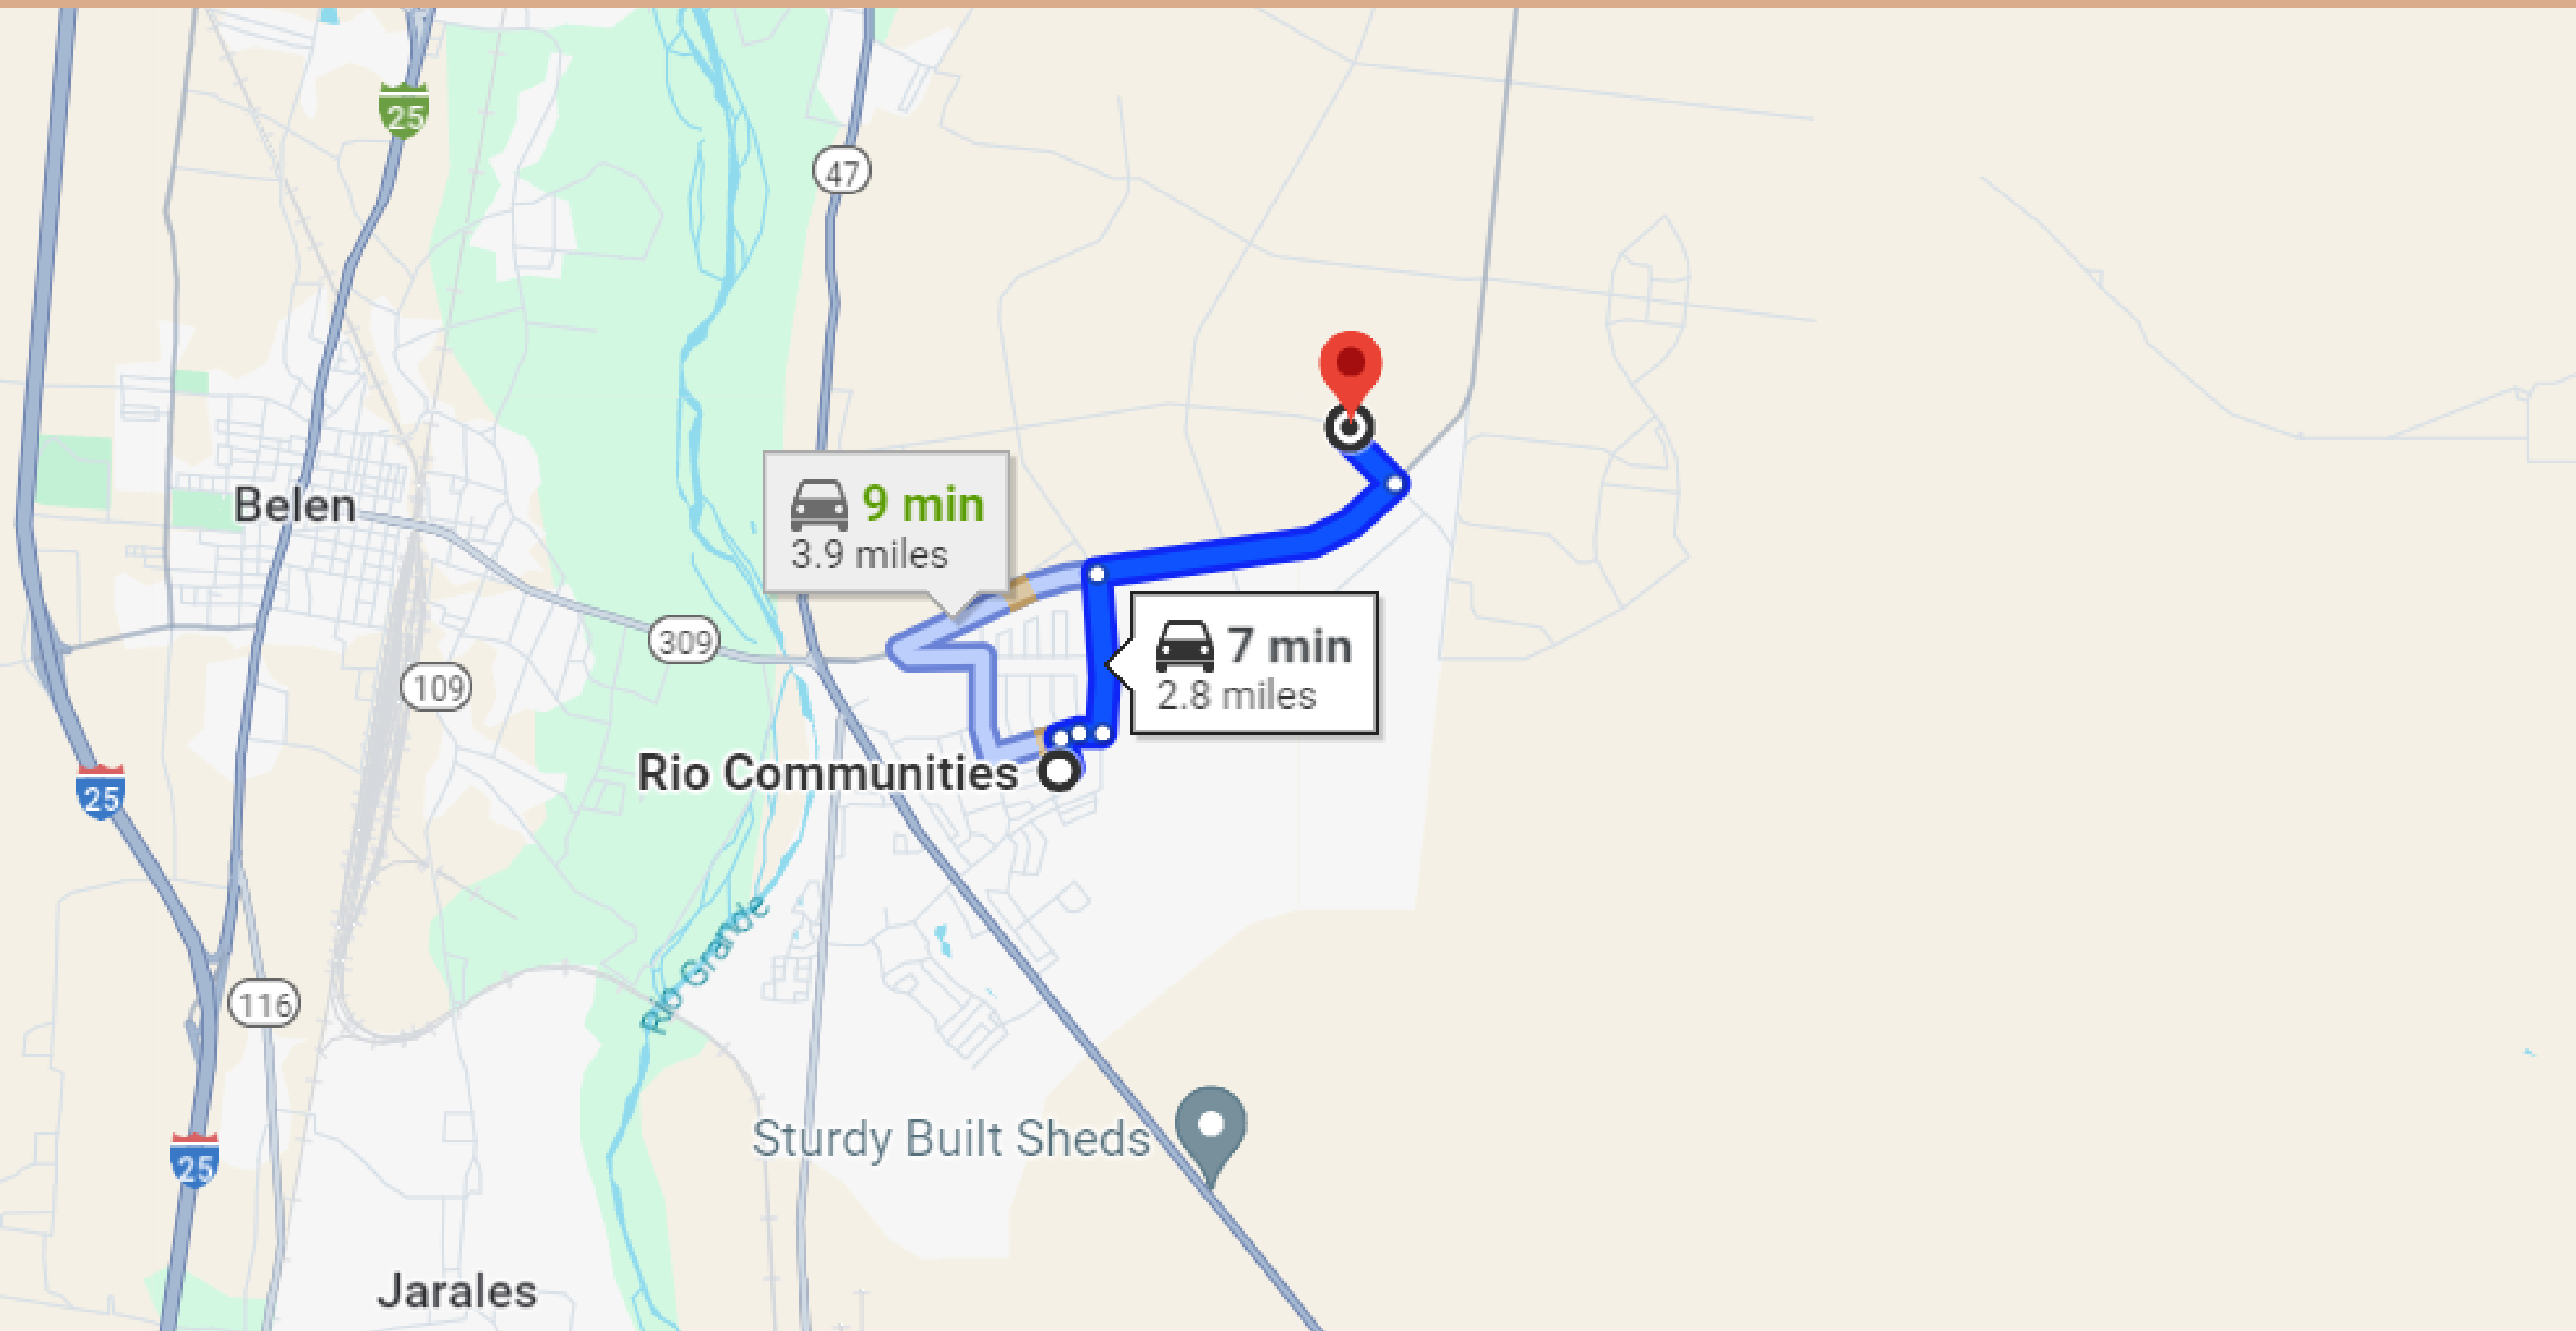 25
47
Belen
9 min
3.9 miles
309
7 min
2.8 miles
109
Rio Communities
25
Rio Grande
116
Sturdy Built Sheds
25
Jarales